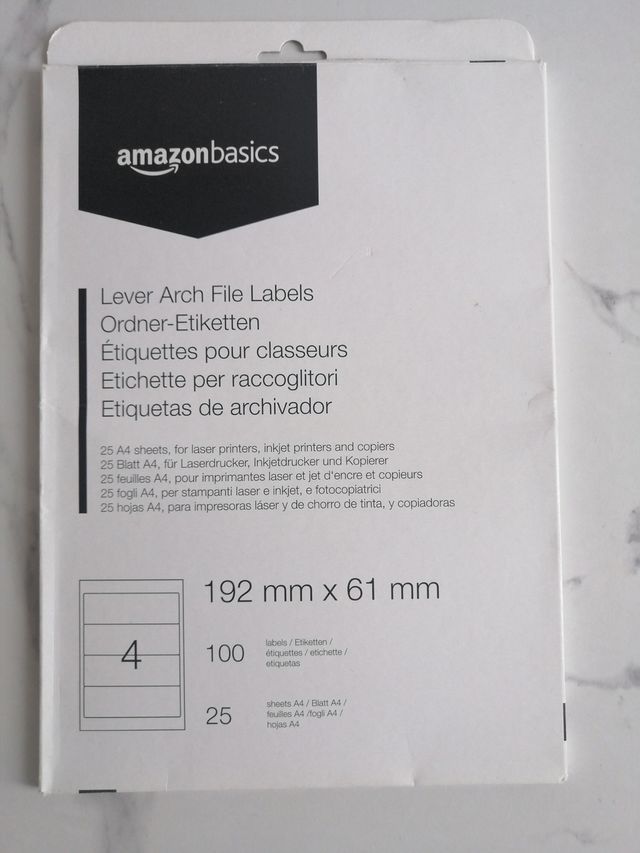 amazonbasics
Lever Arch File Labels
Ordner-Etiketten
Étiquettes pour classeurs
Etichette per raccoglitori
Etiquetas de archivador
25 A4 sheets, for laser printers, inkjet printers and copiers
25 Blatt A4, für Laserdrucker, Inkjetdrucker und Kopierer
25 feuilles A4, pour imprimantes laser et jet d'encre et copieurs
25 fogli A4, per stampanti laser e inkjet, e fotocopiatrici
25 hojas A4, para impresoras láser y de chorro de tinta, y copiadoras
192 mm x 61 mm
4
100
labels / Etiketten /
étiquettes / etichette /
etiquetas
25
sheets A4 / Blatt A4 /
feuilles A4 /fogli A4 /
hojas A4